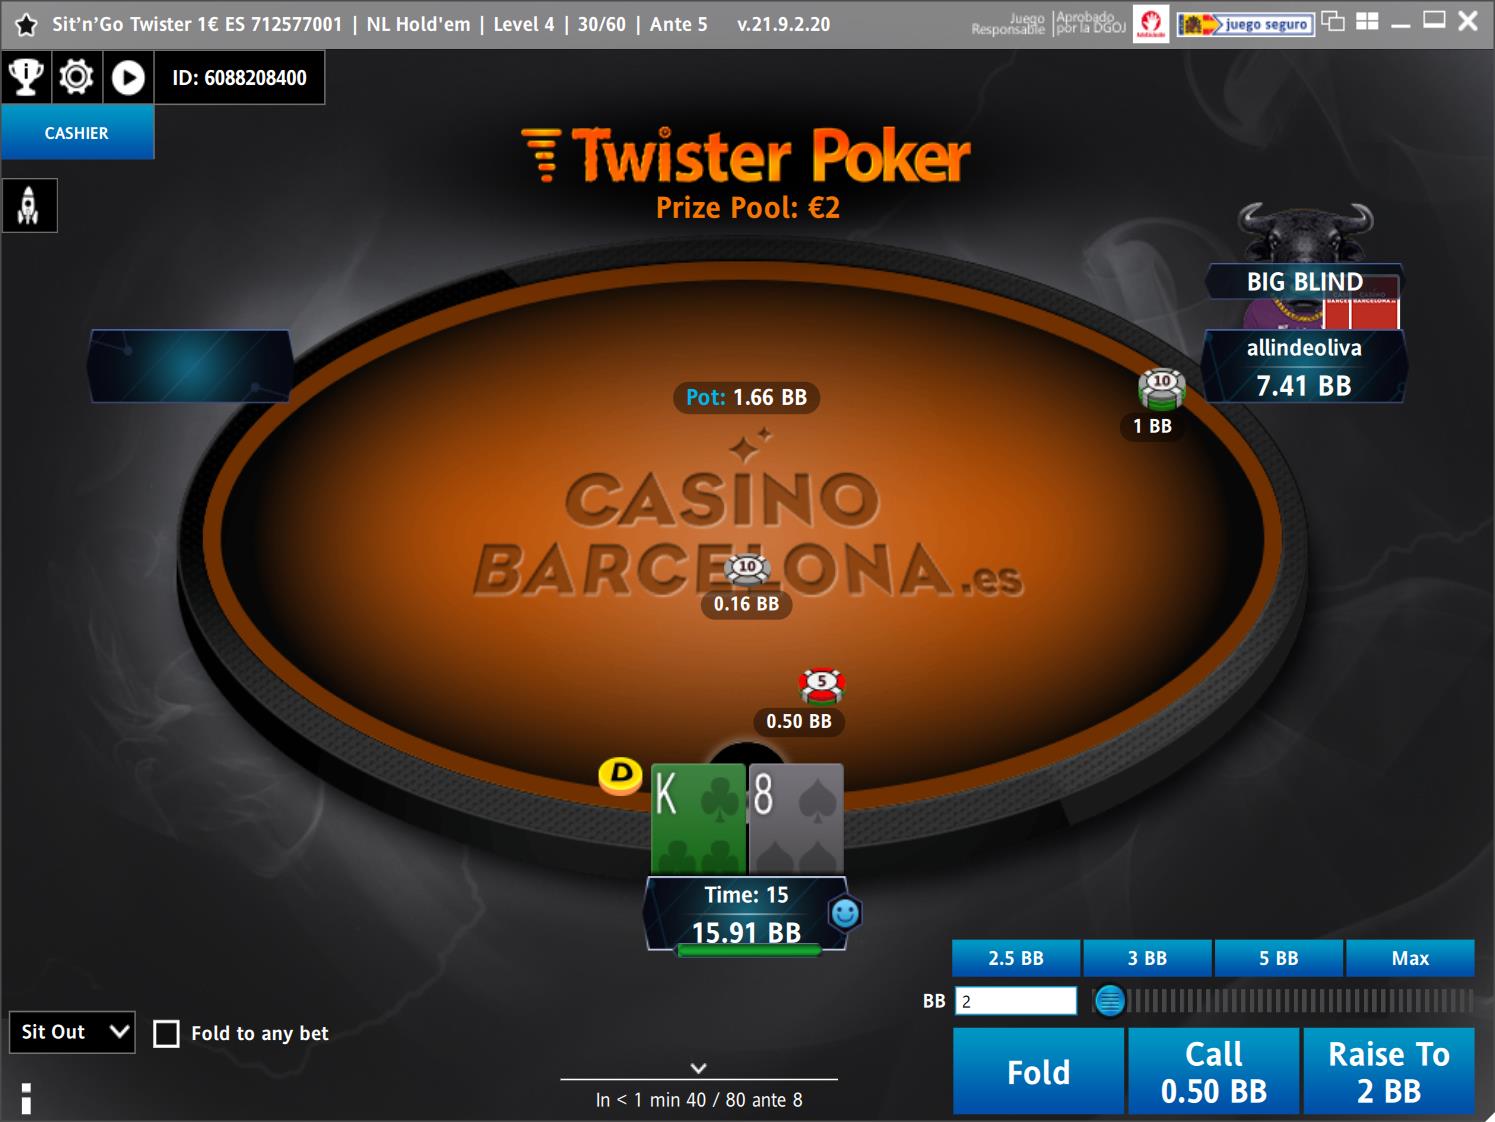 Sit'n'Go Twister 1€ ES 712577001 | NL Hold'em | Level 4 | 30/60 | Ante 5 v.21.9.2.20
Juego Responsable
Aprobado por la DGOJ
juego seguro
ID: 6088208400
CASHIER
Twister Poker
Prize Pool: €2
BIG BLIND
allindeoliva
7.41 BB
Pot: 1.66 BB
10
1 BB
CASINO
BARCELONA.es
10
0.16 BB
5
0.50 BB
D
K
8
Time: 15
15.91 BB
2.5 BB
3 BB
5 BB
Max
BB
2
Sit Out
Fold to any bet
Fold
Call
0.50 BB
Raise To
2 BB
In < 1 min 40 / 80 ante 8